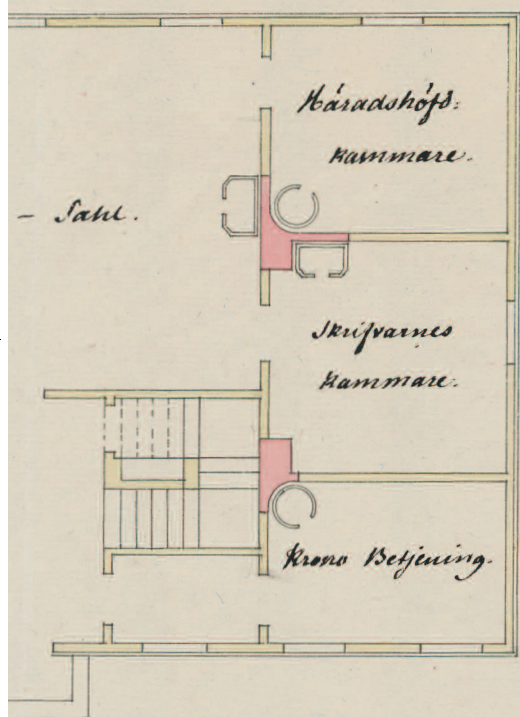 Häradshöfd:
kammare.
- Sahl.
Skrifvarnes
kammare.
Krono Betjening.